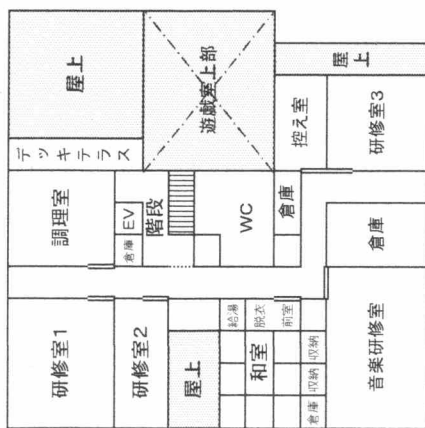 屋上
遊戯室上部
屋上
デッキテラス
控え室
研修室3
調理室
EV
倉庫
階段
WC
倉庫
倉庫
研修室1
研修室2
屋上
給湯
脱衣
前室
和室
倉庫
収納
収納
音楽研修室